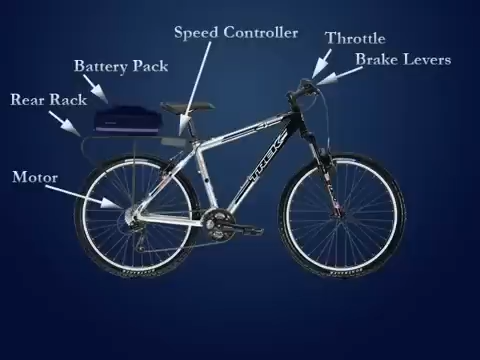 Speed Controller
Throttle
Brake Levers
Battery Pack
Rear Rack
Motor
TREK